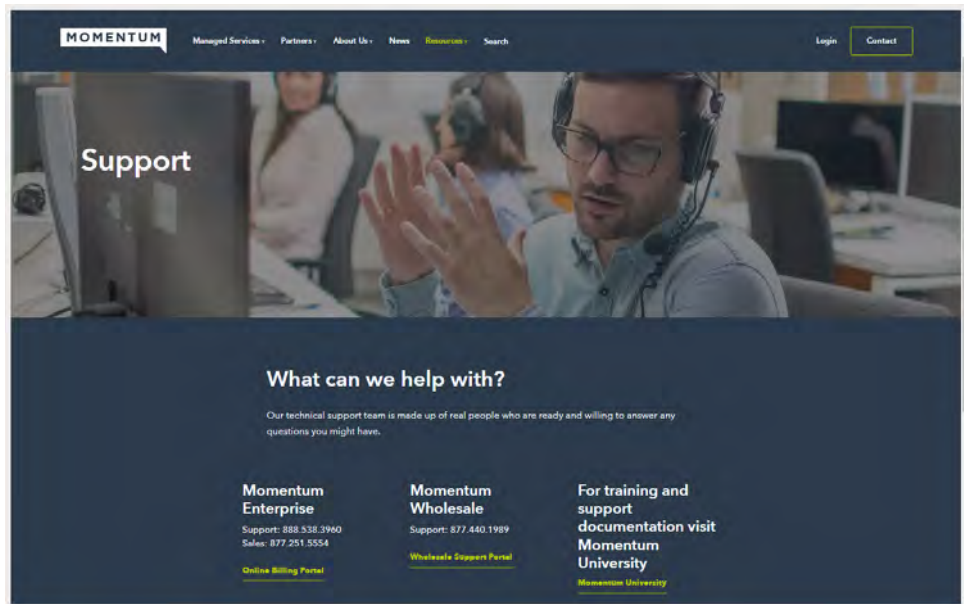 MOMENTUM
Managed Services Partners About Us News Resources Search Login Contact
Support
What can we help with?
Our technical support team is made up of real people who are ready and willing to answer any
questions you might have.
Momentum
Enterprise
Support: 888.538.3960
Sales: 877.251.5554
Online Billing Portal
Momentum
Wholesale
Support: 877.440.1989
Wholesale Support Portal
For training and
support
documentation visit
Momentum
University
Momentum University